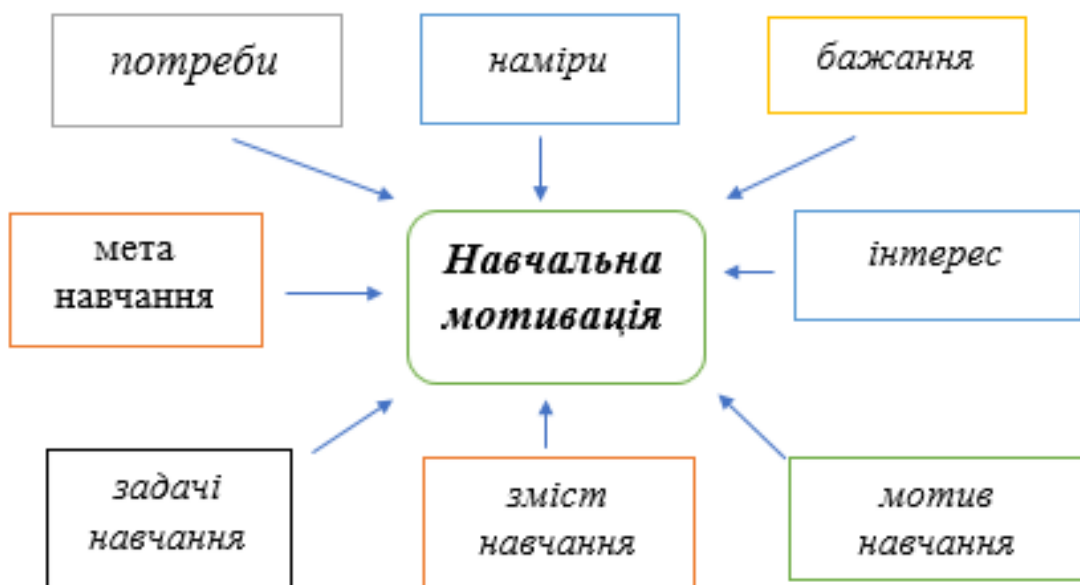 потреби
наміри
бажання
мета
навчання
Навчальна
мотивація
інтерес
задачі
навчання
зміст
навчання
мотив
навчання